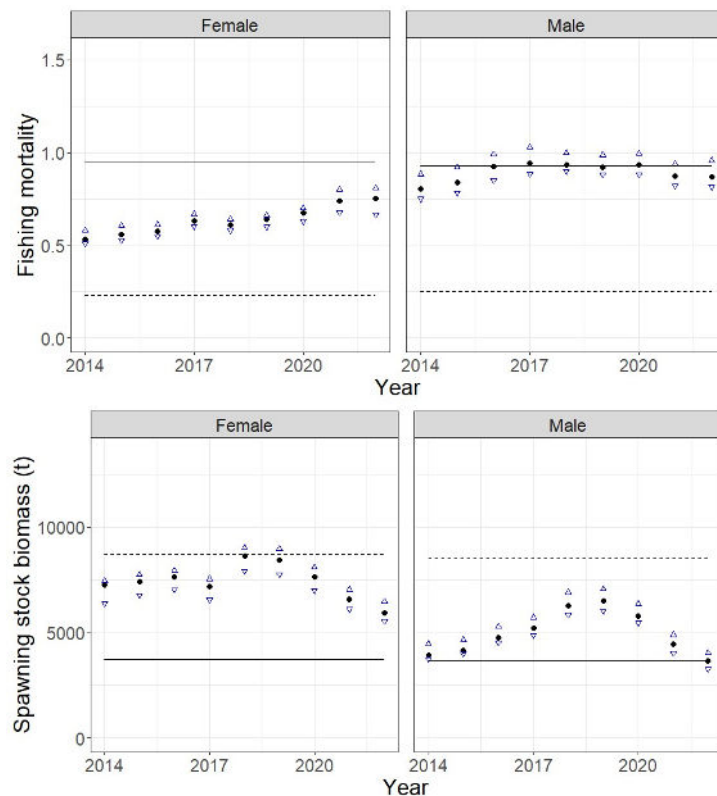 Female Male
1.5
1.0
0.5
0.0
Fishing mortality
2014 2017 2020 2014 2017 2020
Year
Female Male
10000
5000
0
Spawning stock biomass (t)
2014 2017 2020 2014 2017 2020
Year